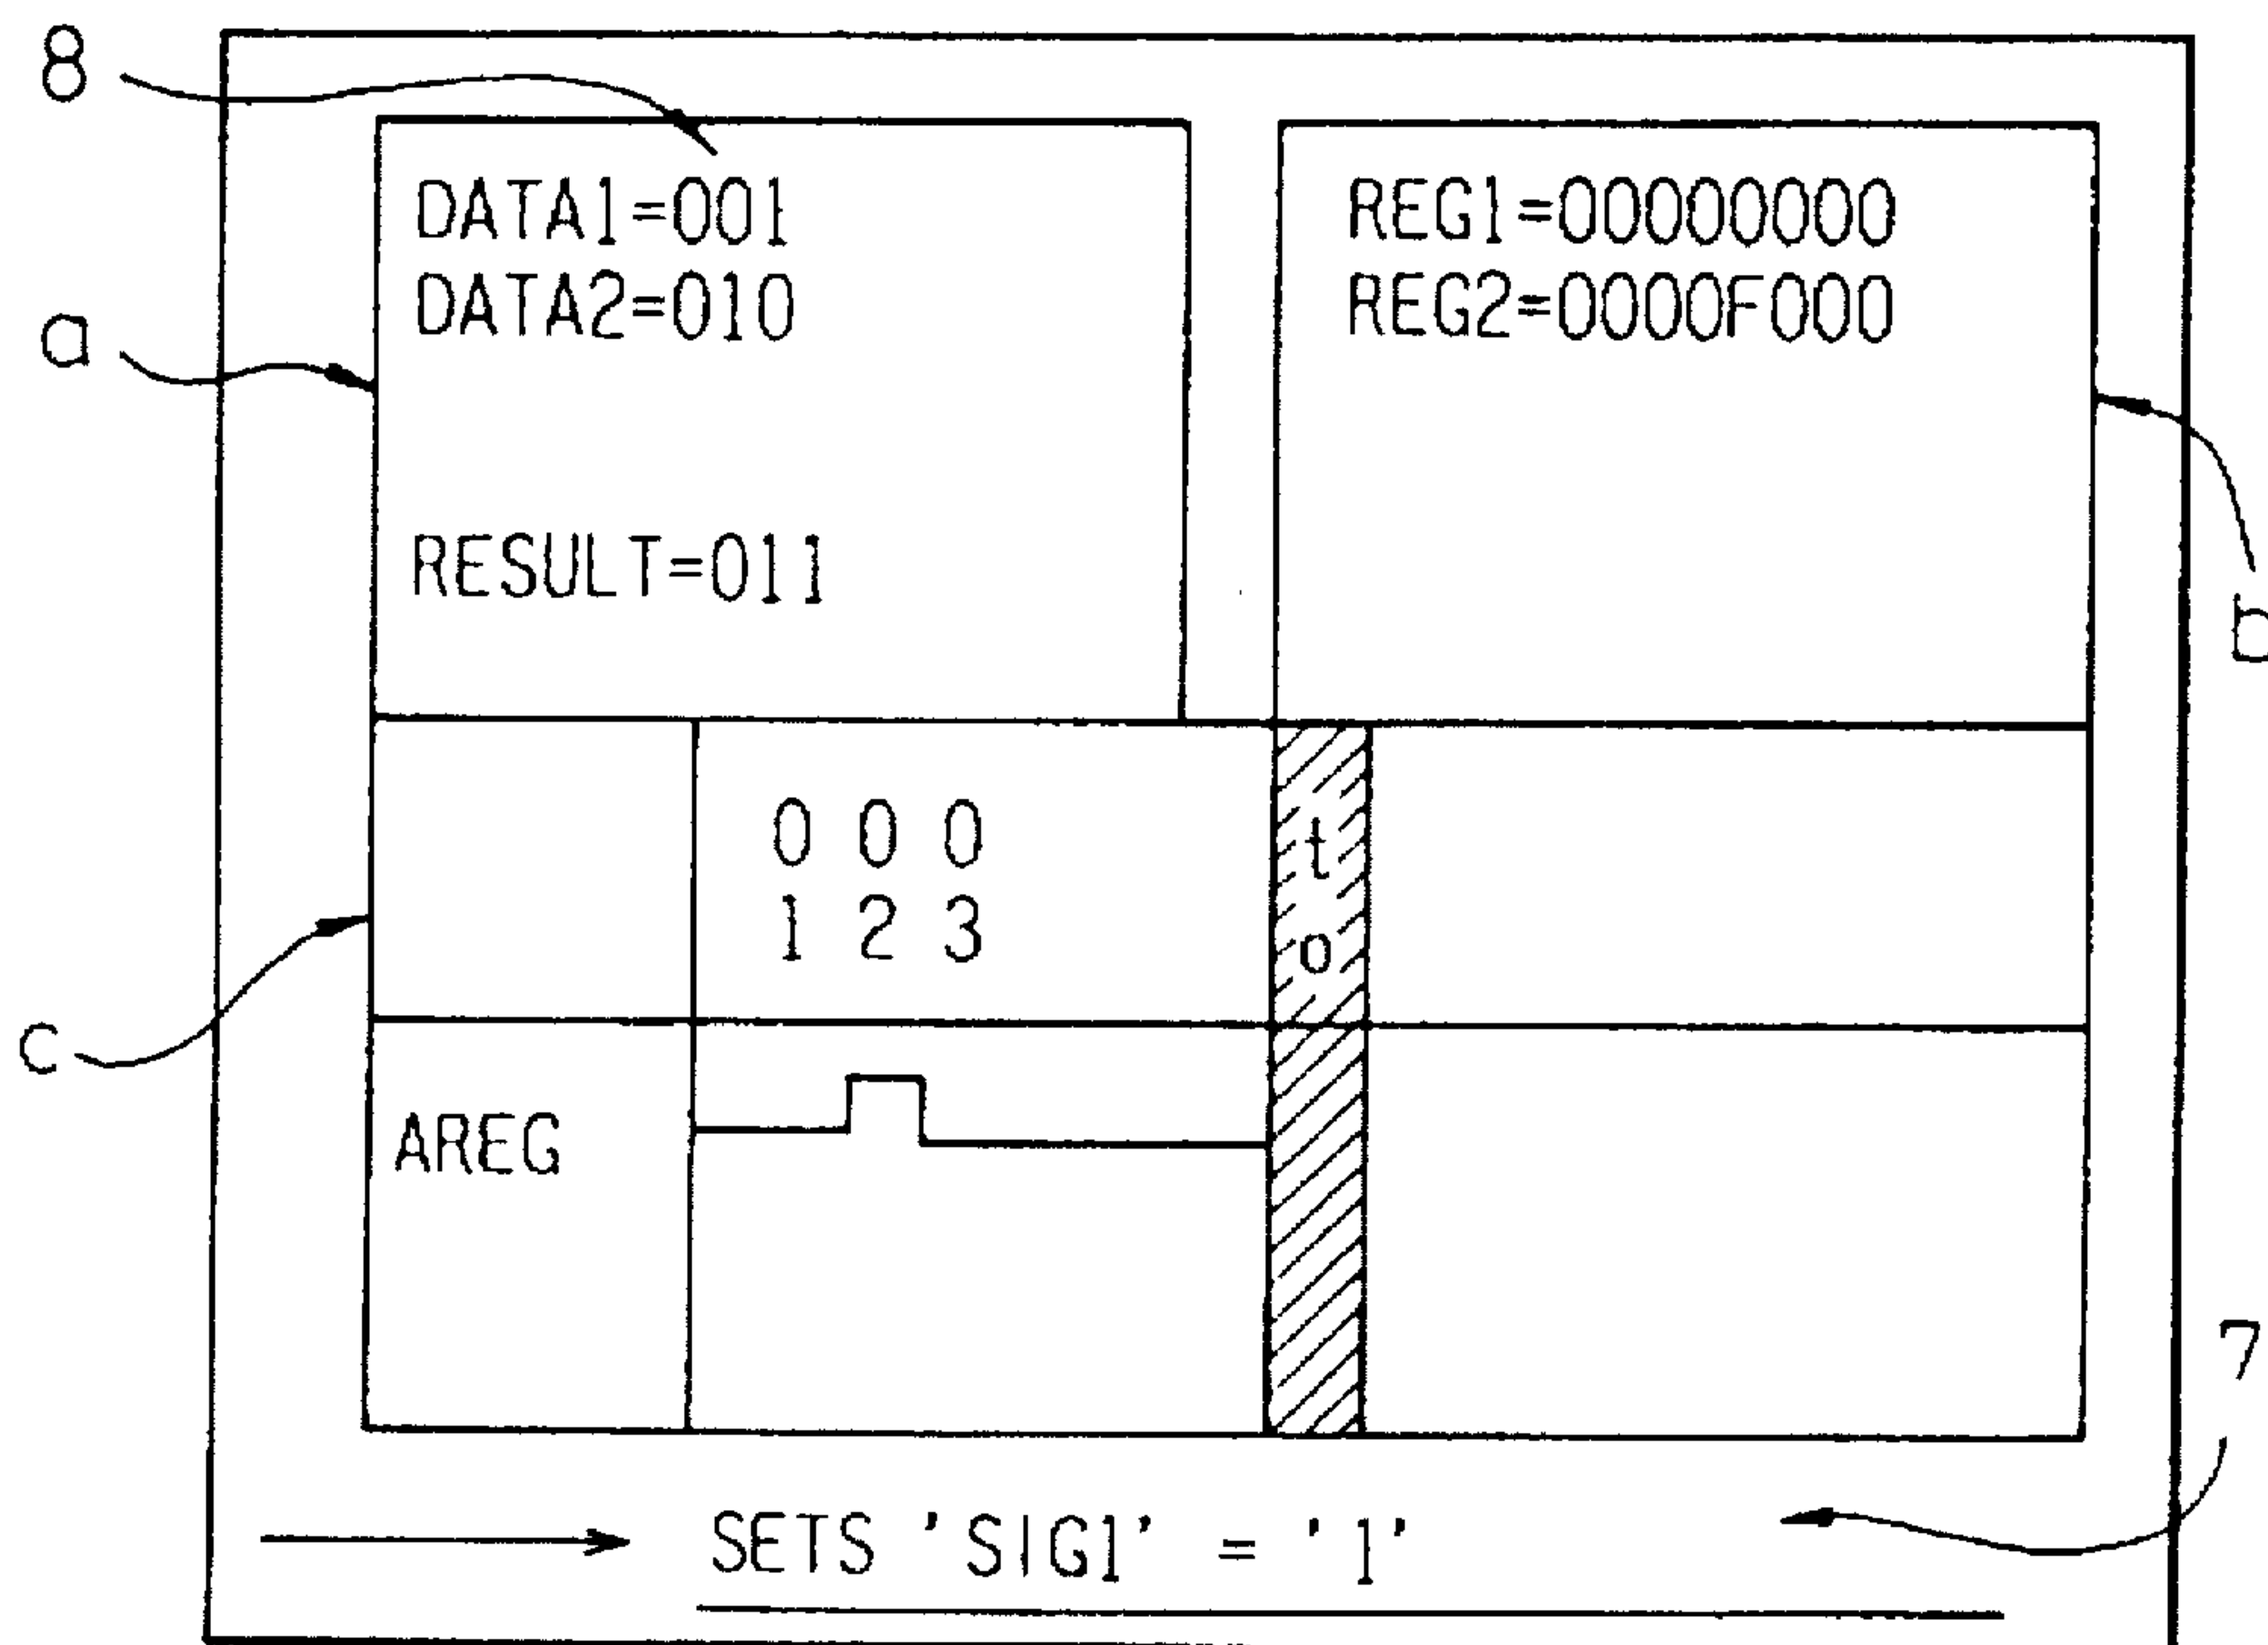 8
DATA1=001
DATA2=010
RESULT=011
REG1=00000000
REG2=0000F000
a
b
0 0 0
1 2 3
t
o
c
AREG
7
SETS 'SIG1' = '1'